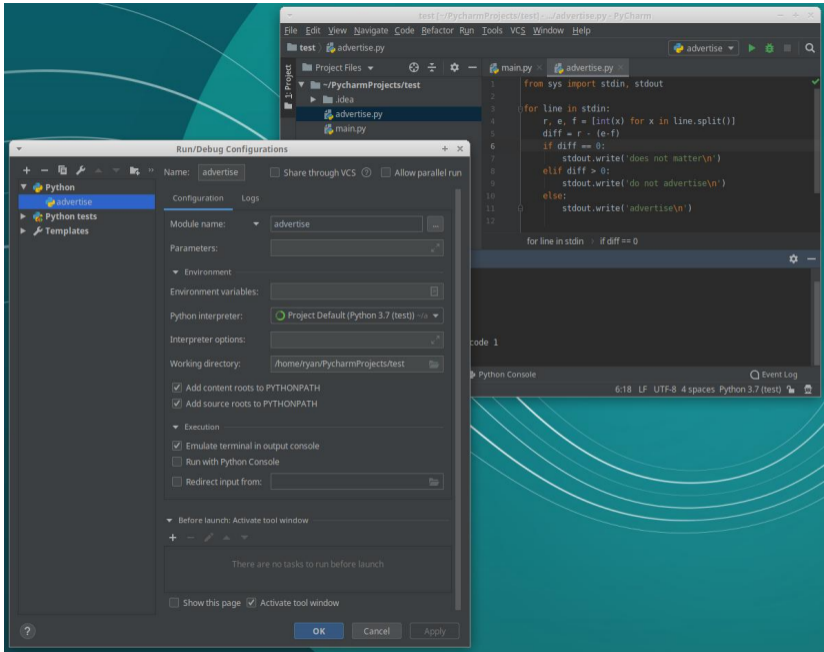 test [~/PycharmProjects/test] - .../advertise.py - PyCharm
File Edit View Navigate Code Refactor Run Tools VCS Window Help
test advertise.py
advertise
1: Project
Project Files
main.py
advertise.py
~/PycharmProjects/test
.idea
advertise.py
main.py
1 from sys import stdin, stdout
2
3 for line in stdin:
4 r, e, f = [int(x) for x in line.split()]
5 diff = r - (e-f)
6 if diff == 0:
7 stdout.write('does not matter\n')
8 elif diff > 0:
9 stdout.write('do not advertise\n')
10 else:
11 stdout.write('advertise\n')
12
for line in stdin › if diff == 0
code 1
Python Console
Event Log
6:18 LF UTF-8 4 spaces Python 3.7 (test)
Run/Debug Configurations
Python
advertise
Python tests
Templates
Name: advertise
Share through VCS
Allow parallel run
Configuration Logs
Module name: advertise
Parameters:
Environment
Environment variables:
Python interpreter: Project Default (Python 3.7 (test))
Interpreter options:
Working directory: /home/ryan/PycharmProjects/test
Add content roots to PYTHONPATH
Add source roots to PYTHONPATH
Execution
Emulate terminal in output console
Run with Python Console
Redirect input from:
Before launch: Activate tool window
There are no tasks to run before launch
Show this page Activate tool window
? OK Cancel Apply